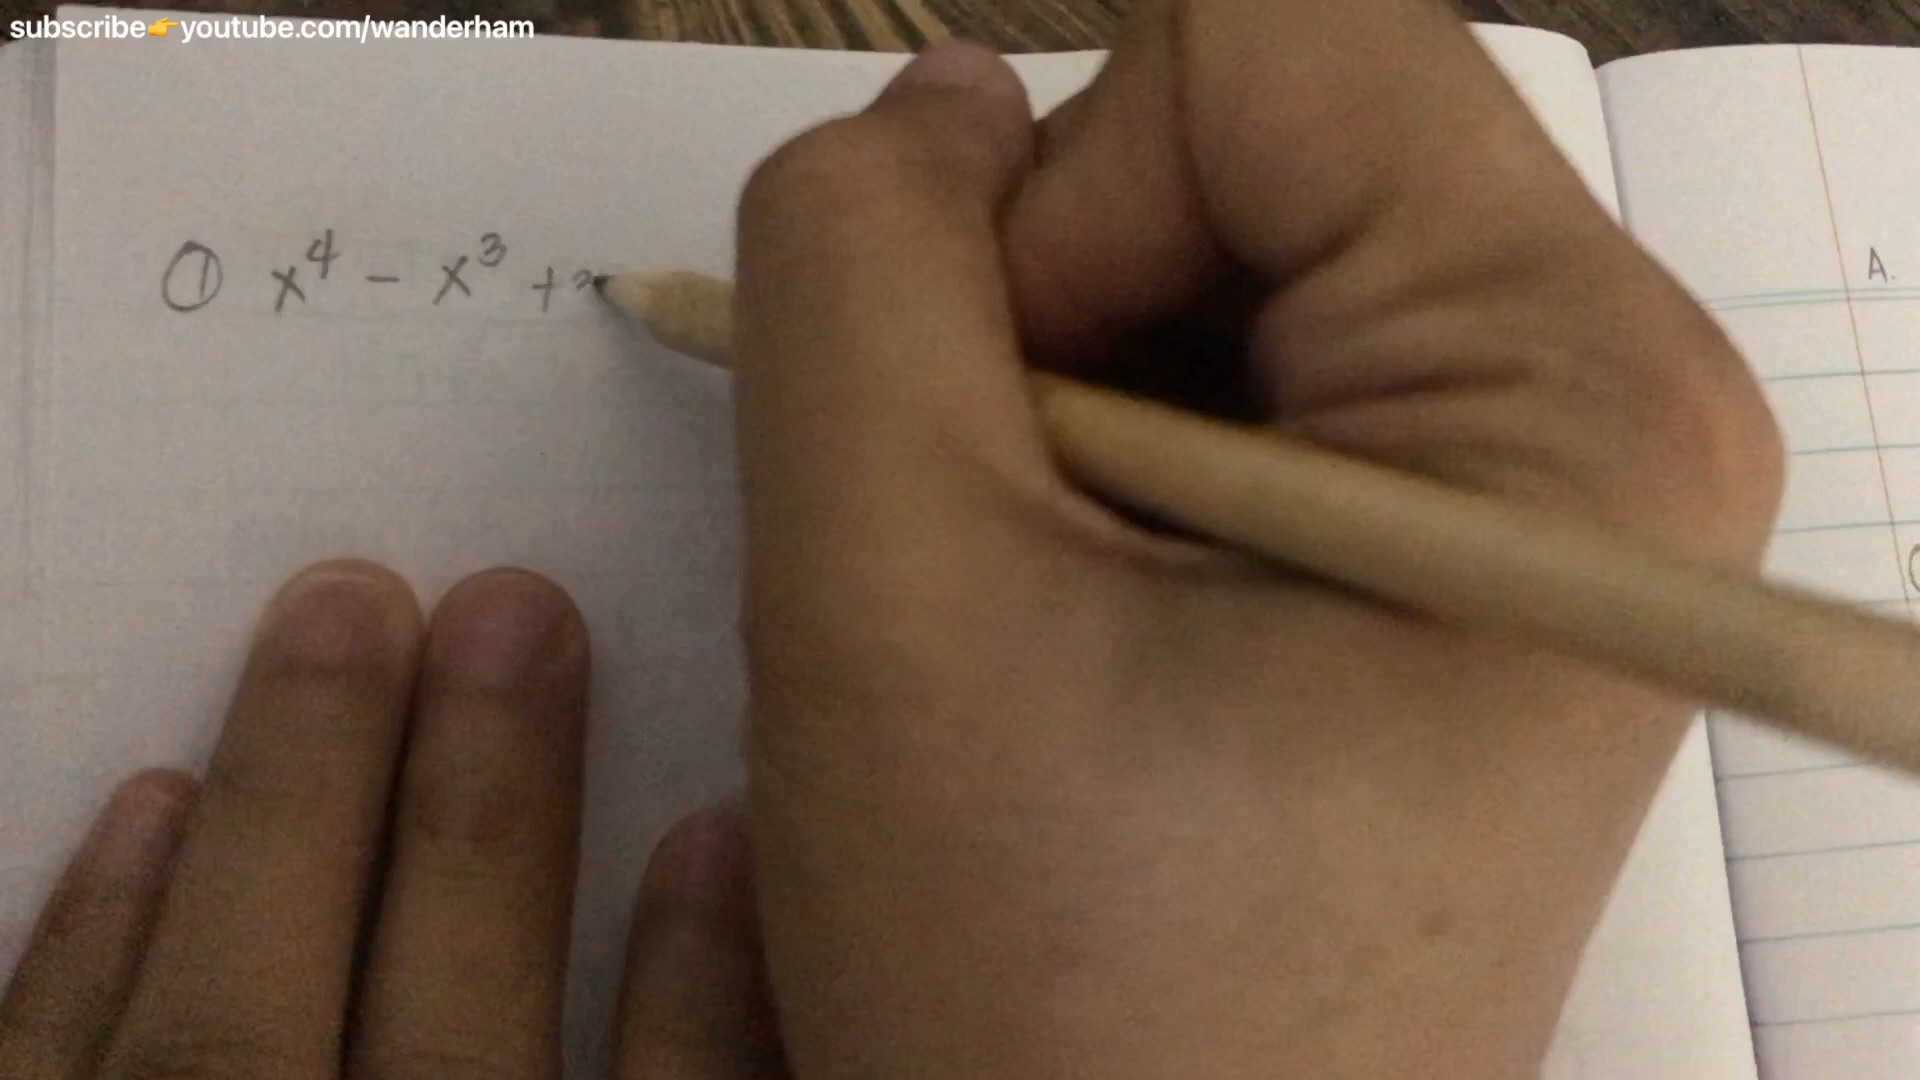 subscribe👉youtube.com/wanderham
① x⁴ - x³ +
A.